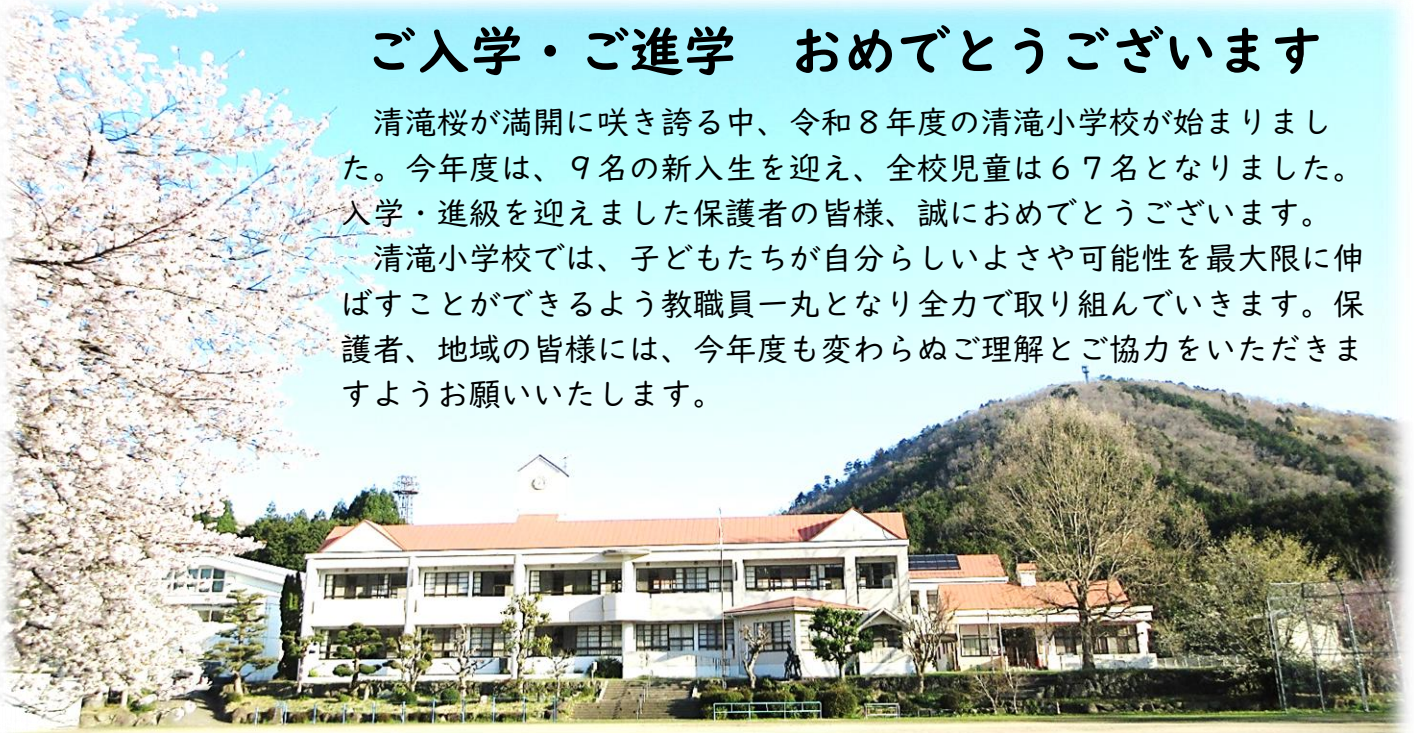 ご入学・ご進学　おめでとうございます
　清滝桜が満開に咲き誇る中、令和８年度の清滝小学校が始まりまし
た。今年度は、９名の新入生を迎え、全校児童は６７名となりました。
入学・進級を迎えました保護者の皆様、誠におめでとうございます。
　清滝小学校では、子どもたちが自分らしいよさや可能性を最大限に伸
ばすことができるよう教職員一丸となり全力で取り組んでいきます。保
護者、地域の皆様には、今年度も変わらぬご理解とご協力をいただきま
すようお願いいたします。